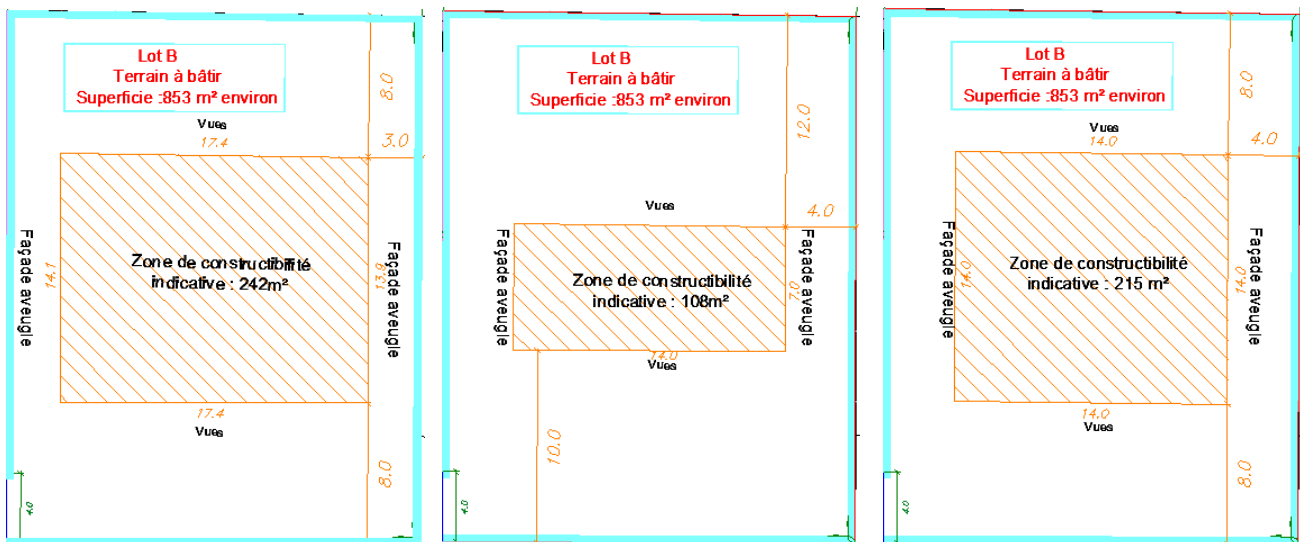 Lot B
Terrain à bâtir
Superficie :853 m² environ
8.0
Vues
17.4
3.0
Façade aveugle
14.1
Zone de constructibilité
indicative : 242m²
13.9
Façade aveugle
17.4
Vues
8.0
4.0
Lot B
Terrain à bâtir
Superficie :853 m² environ
12.0
Vues
4.0
Façade aveugle
Zone de constructibilité
indicative : 108m²
7.0
Façade aveugle
14.0
Vues
10.0
4.0
Lot B
Terrain à bâtir
Superficie :853 m² environ
8.0
Vues
14.0
4.0
Façade aveugle
14.0
Zone de constructibilité
indicative : 215 m²
14.0
Façade aveugle
14.0
Vues
8.0
4.0